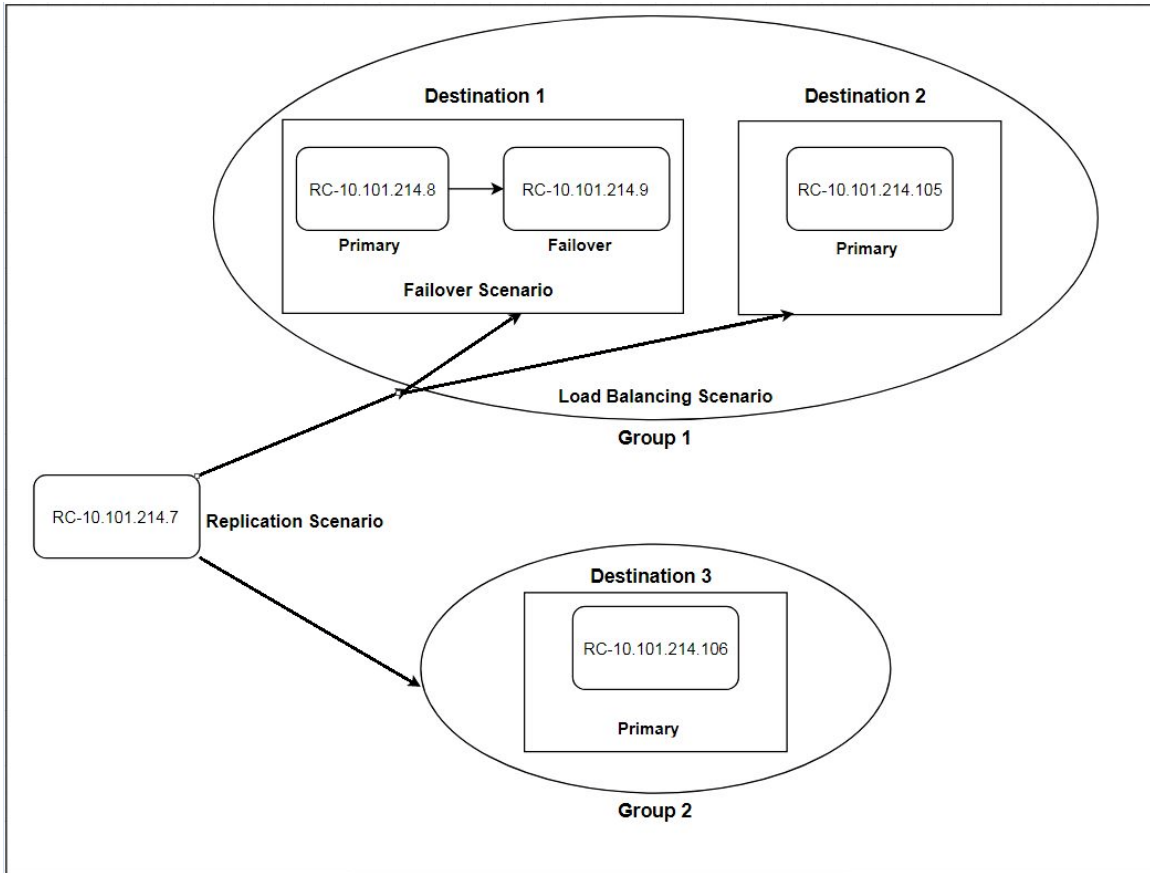 Destination 1
Destination 2
RC-10.101.214.8
RC-10.101.214.9
RC-10.101.214.105
Primary
Failover
Primary
Failover Scenario
Load Balancing Scenario
Group 1
RC-10.101.214.7
Replication Scenario
Destination 3
RC-10.101.214.106
Primary
Group 2